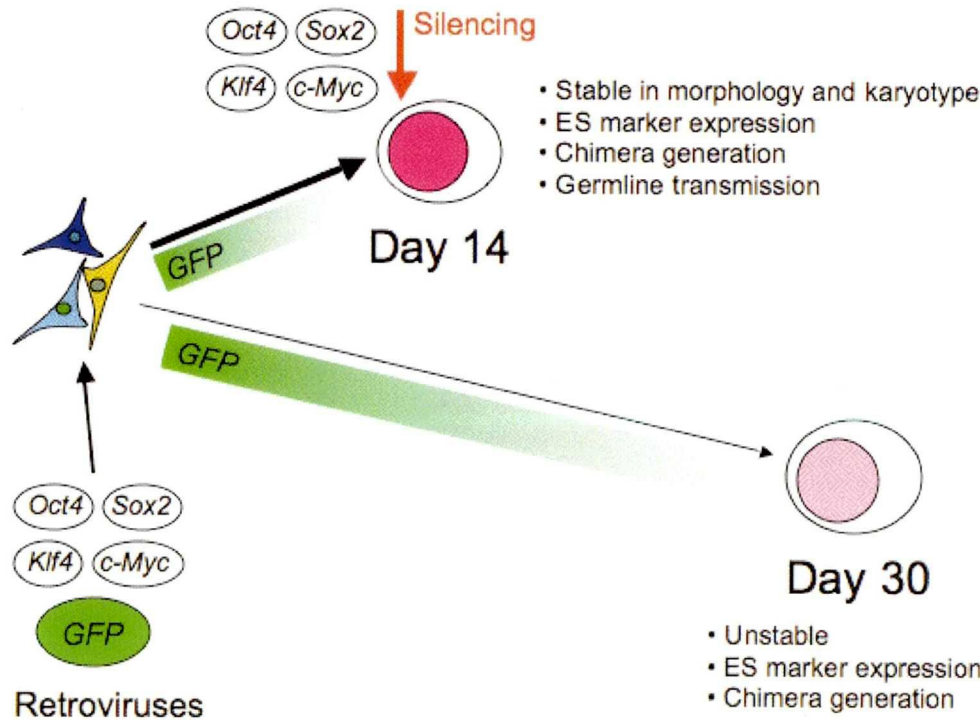 Oct4 Sox2 Silencing
Klf4 c-Myc
• Stable in morphology and karyotype
• ES marker expression
• Chimera generation
• Germline transmission
Day 14
GFP
GFP
Oct4 Sox2
Klf4 c-Myc
GFP
Retroviruses
Day 30
• Unstable
• ES marker expression
• Chimera generation